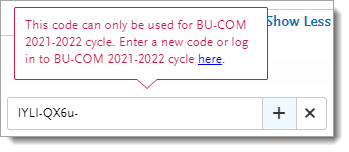 This code can only be used for BU-COM
2021-2022 cycle. Enter a new code or log
in to BU-COM 2021-2022 cycle here.
Show Less
IYLI-QX6u-